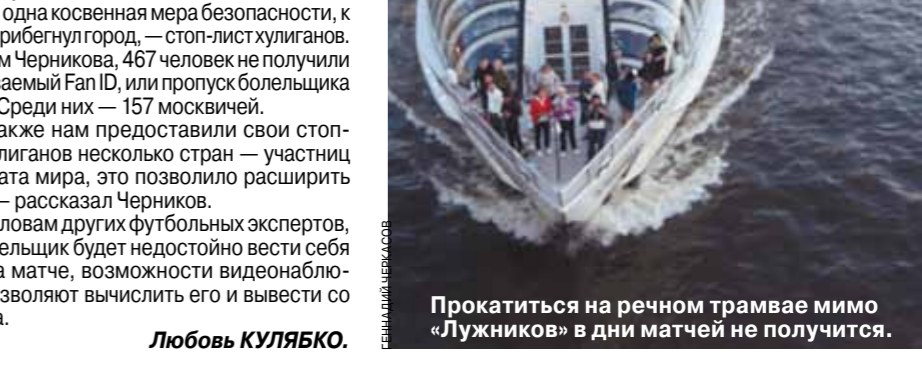 одна косвенная мера безопасности, к
рибегнул город, — стоп-лист хулиганов.
м Черникова, 467 человек не получили
ваемый Fan ID, или пропуск болельщика
Среди них — 157 москвичей.
акже нам предоставили свои стоп-
лиганов несколько стран — участниц
ата мира, это позволило расширить
– рассказал Черников.
ловам других футбольных экспертов,
ельщик будет недостойно вести себя
а матче, возможности видеонаблю-
зволяют вычислить его и вывести со
а.
Любовь КУЛЯБКО.
ГЕННАДИЙ ЧЕРКАСОВ
Прокатиться на речном трамвае мимо
«Лужников» в дни матчей не получится.